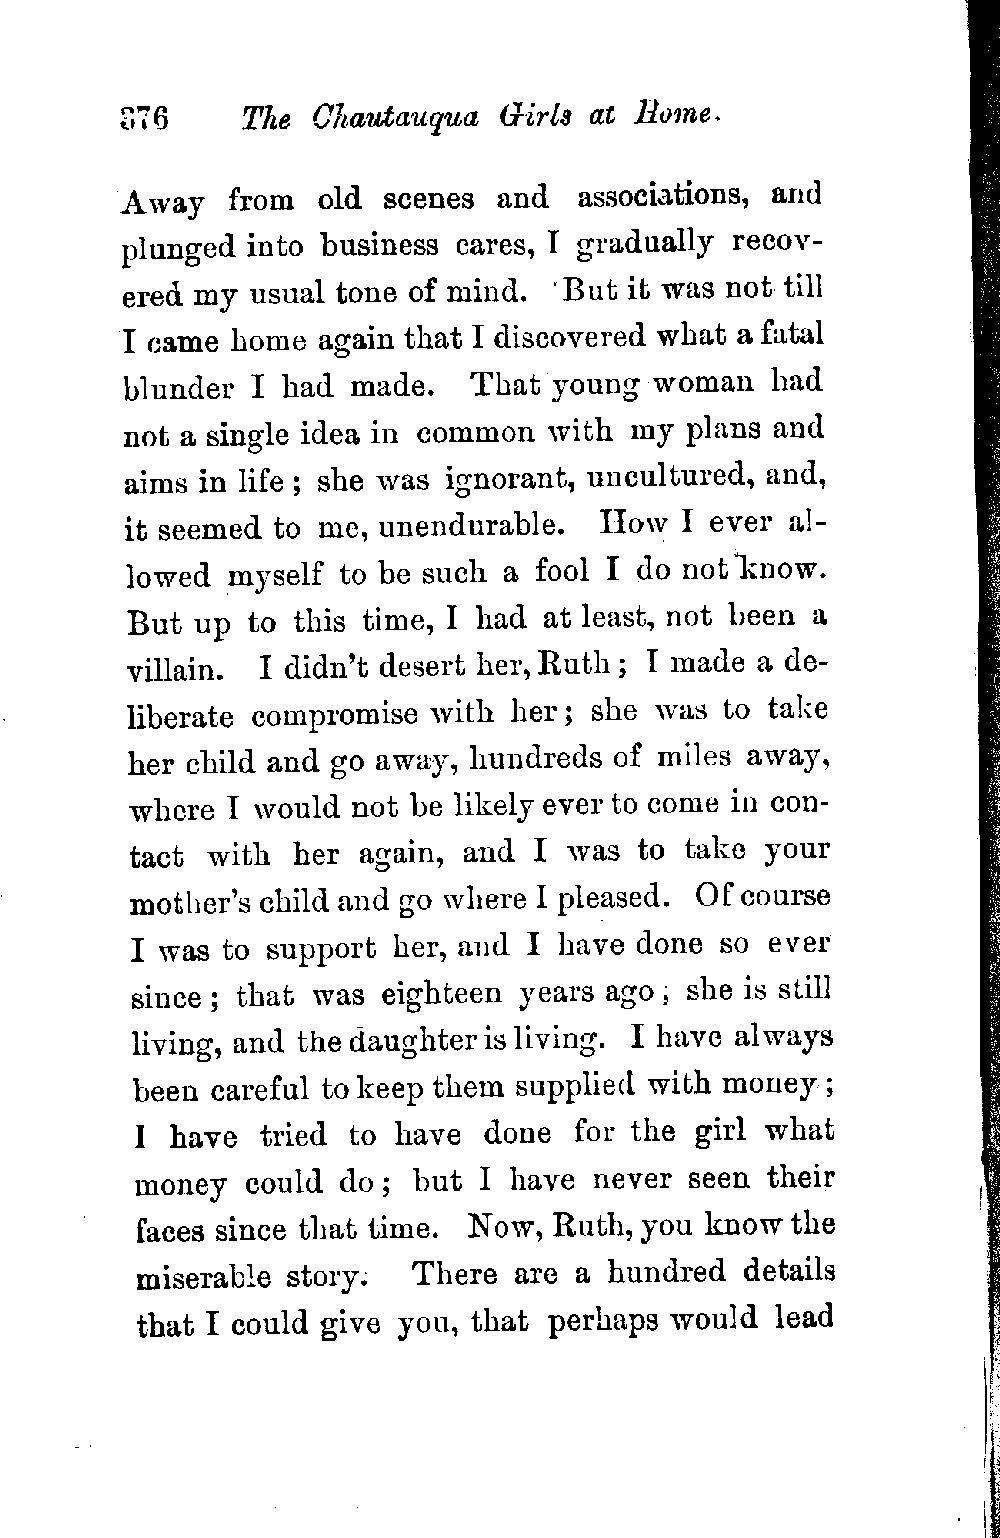 376 The Chautauqua Girls at Home.
Away from old scenes and associations, and
plunged into business cares, I gradually recov-
ered my usual tone of mind. But it was not till
I came home again that I discovered what a fatal
blunder I had made. That young woman had
not a single idea in common with my plans and
aims in life; she was ignorant, uncultured, and,
it seemed to me, unendurable. How I ever al-
lowed myself to be such a fool I do not know.
But up to this time, I had at least, not been a
villain. I didn't desert her, Ruth; I made a de-
liberate compromise with her; she was to take
her child and go away, hundreds of miles away,
where I would not be likely ever to come in con-
tact with her again, and I was to take your
mother's child and go where I pleased. Of course
I was to support her, and I have done so ever
since; that was eighteen years ago; she is still
living, and the daughter is living. I have always
been careful to keep them supplied with money;
I have tried to have done for the girl what
money could do; but I have never seen their
faces since that time. Now, Ruth, you know the
miserable story. There are a hundred details
that I could give you, that perhaps would lead